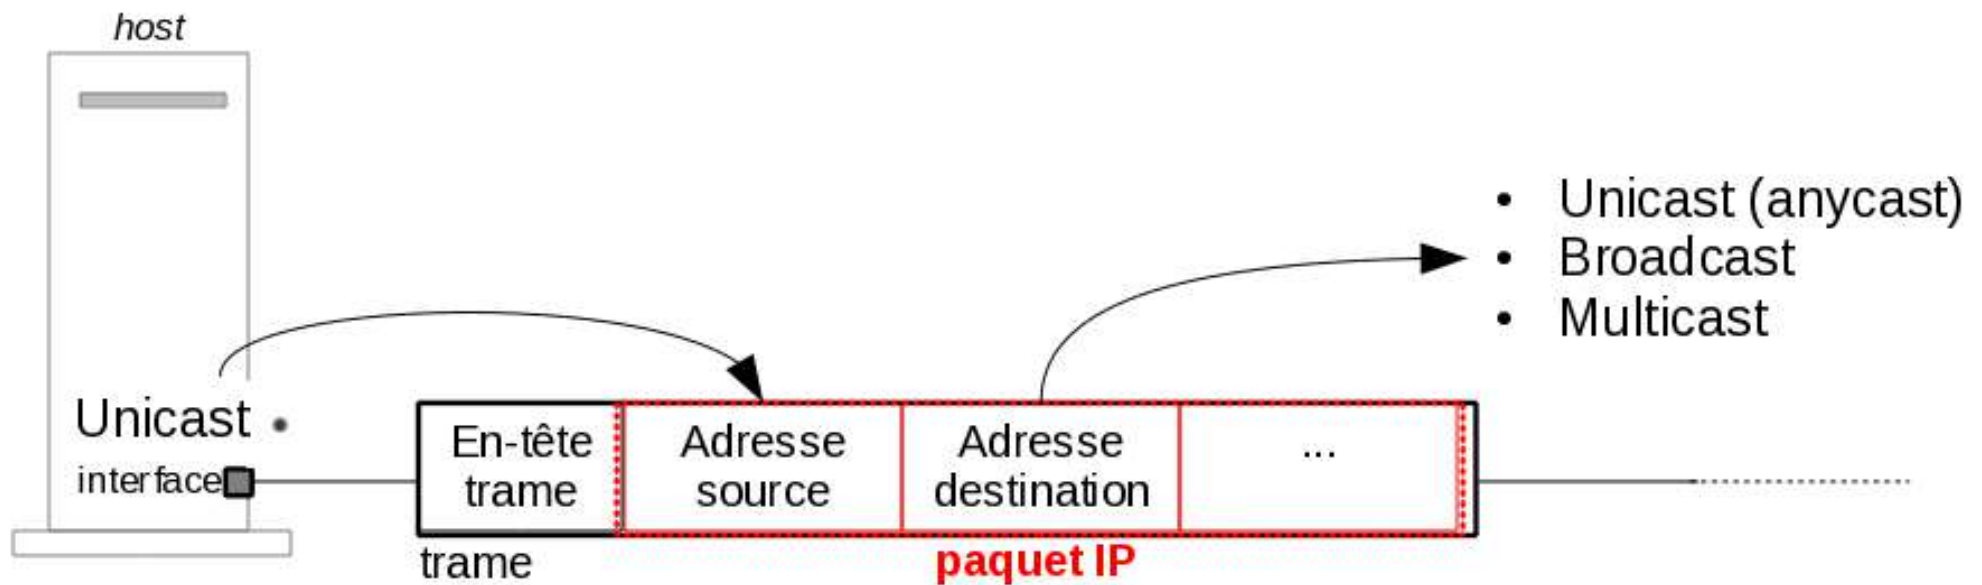 host
• Unicast (anycast)
• Broadcast
• Multicast
Unicast •
interface
En-tête
trame
Adresse
source
Adresse
destination
...
trame
paquet IP